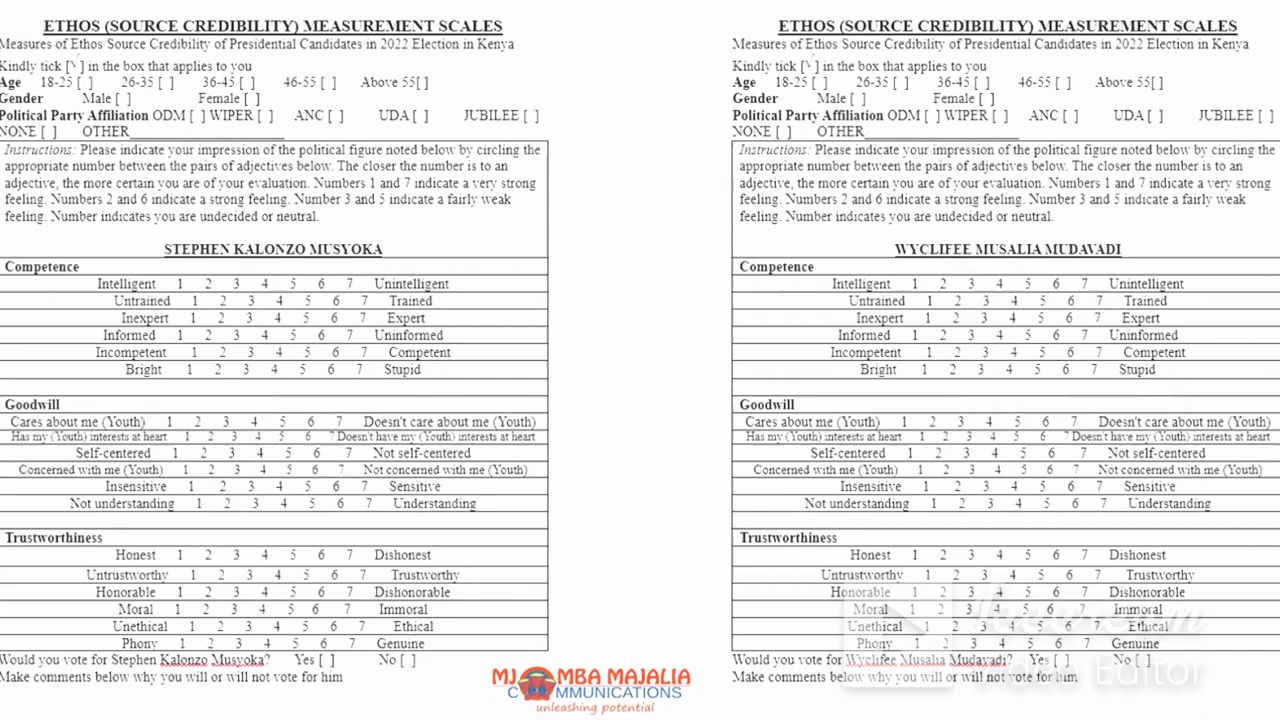 ETHOS (SOURCE CREDIBILITY) MEASUREMENT SCALES
Measures of Ethos Source Credibility of Presidential Candidates in 2022 Election in Kenya
Kindly tick [√] in the box that applies to you
Age 18-25 [ ] 26-35 [ ] 36-45 [ ] 46-55 [ ] Above 55[ ]
Gender Male [ ] Female [ ]
Political Party Affiliation ODM [ ] WIPER [ ] ANC [ ] UDA [ ] JUBILEE [ ]
NONE [ ] OTHER______________________
Instructions: Please indicate your impression of the political figure noted below by circling the
appropriate number between the pairs of adjectives below. The closer the number is to an
adjective, the more certain you are of your evaluation. Numbers 1 and 7 indicate a very strong
feeling. Numbers 2 and 6 indicate a strong feeling. Number 3 and 5 indicate a fairly weak
feeling. Number indicates you are undecided or neutral.
STEPHEN KALONZO MUSYOKA
Competence
Intelligent 1 2 3 4 5 6 7 Unintelligent
Untrained 1 2 3 4 5 6 7 Trained
Inexpert 1 2 3 4 5 6 7 Expert
Informed 1 2 3 4 5 6 7 Uninformed
Incompetent 1 2 3 4 5 6 7 Competent
Bright 1 2 3 4 5 6 7 Stupid
Goodwill
Cares about me (Youth) 1 2 3 4 5 6 7 Doesn't care about me (Youth)
Has my (Youth) interests at heart 1 2 3 4 5 6 7 Doesn't have my (Youth) interests at heart
Self-centered 1 2 3 4 5 6 7 Not self-centered
Concerned with me (Youth) 1 2 3 4 5 6 7 Not concerned with me (Youth)
Insensitive 1 2 3 4 5 6 7 Sensitive
Not understanding 1 2 3 4 5 6 7 Understanding
Trustworthiness
Honest 1 2 3 4 5 6 7 Dishonest
Untrustworthy 1 2 3 4 5 6 7 Trustworthy
Honorable 1 2 3 4 5 6 7 Dishonorable
Moral 1 2 3 4 5 6 7 Immoral
Unethical 1 2 3 4 5 6 7 Ethical
Phony 1 2 3 4 5 6 7 Genuine
Would you vote for Stephen Kalonzo Musyoka? Yes [ ] No [ ]
Make comments below why you will or will not vote for him
ETHOS (SOURCE CREDIBILITY) MEASUREMENT SCALES
Measures of Ethos Source Credibility of Presidential Candidates in 2022 Election in Kenya
Kindly tick [√] in the box that applies to you
Age 18-25 [ ] 26-35 [ ] 36-45 [ ] 46-55 [ ] Above 55[ ]
Gender Male [ ] Female [ ]
Political Party Affiliation ODM [ ] WIPER [ ] ANC [ ] UDA [ ] JUBILEE [ ]
NONE [ ] OTHER______________________
Instructions: Please indicate your impression of the political figure noted below by circling the
appropriate number between the pairs of adjectives below. The closer the number is to an
adjective, the more certain you are of your evaluation. Numbers 1 and 7 indicate a very strong
feeling. Numbers 2 and 6 indicate a strong feeling. Number 3 and 5 indicate a fairly weak
feeling. Number indicates you are undecided or neutral.
WYCLIFEE MUSALIA MUDAVADI
Competence
Intelligent 1 2 3 4 5 6 7 Unintelligent
Untrained 1 2 3 4 5 6 7 Trained
Inexpert 1 2 3 4 5 6 7 Expert
Informed 1 2 3 4 5 6 7 Uninformed
Incompetent 1 2 3 4 5 6 7 Competent
Bright 1 2 3 4 5 6 7 Stupid
Goodwill
Cares about me (Youth) 1 2 3 4 5 6 7 Doesn't care about me (Youth)
Has my (Youth) interests at heart 1 2 3 4 5 6 7 Doesn't have my (Youth) interests at heart
Self-centered 1 2 3 4 5 6 7 Not self-centered
Concerned with me (Youth) 1 2 3 4 5 6 7 Not concerned with me (Youth)
Insensitive 1 2 3 4 5 6 7 Sensitive
Not understanding 1 2 3 4 5 6 7 Understanding
Trustworthiness
Honest 1 2 3 4 5 6 7 Dishonest
Untrustworthy 1 2 3 4 5 6 7 Trustworthy
Honorable 1 2 3 4 5 6 7 Dishonorable
Moral 1 2 3 4 5 6 7 Immoral
Unethical 1 2 3 4 5 6 7 Ethical
Phony 1 2 3 4 5 6 7 Genuine
Would you vote for Wyclifee Musalia Mudavadi? Yes [ ] No [ ]
Make comments below why you will or will not vote for him
MJOMBA MAJALIA
COMMUNICATIONS
unleashing potential
Editor